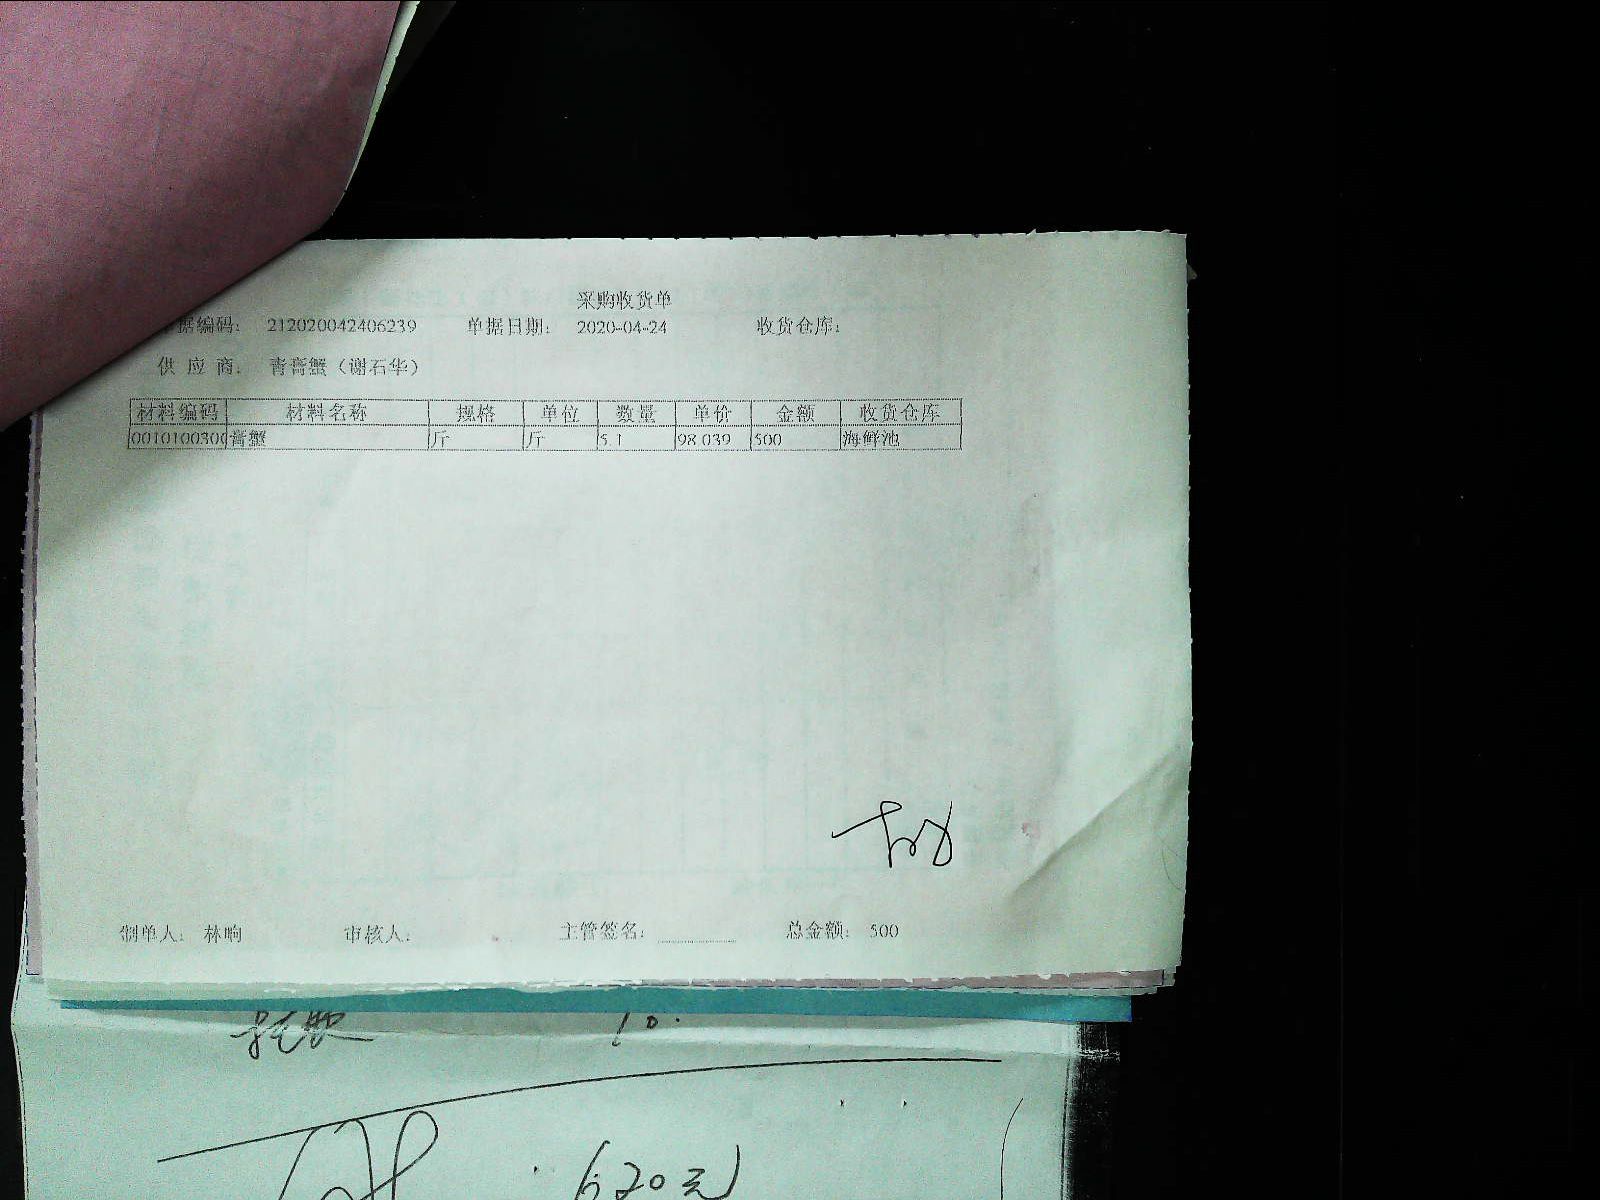 采购收货单
据编码: 212020042406239 单据日期: 2020-04-24 收货仓库:
供 应 商: 青膏蟹（谢石华）
材料编码 材料名称 规格 单位 数量 单价 金额 收货仓库
0010100300 膏蟹 斤 斤 5.1 98.039 500 海鲜池
制单人: 林昫 审核人: 主管签名: 总金额: 500
10.
620元